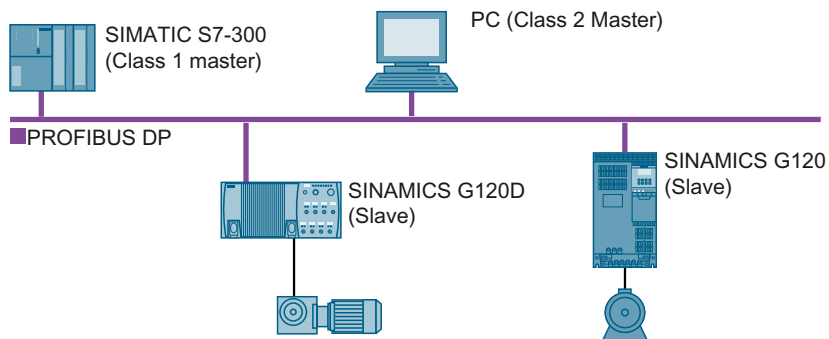 SIMATIC S7-300
(Class 1 master)
PC (Class 2 Master)
PROFIBUS DP
SINAMICS G120D
(Slave)
SINAMICS G120
(Slave)